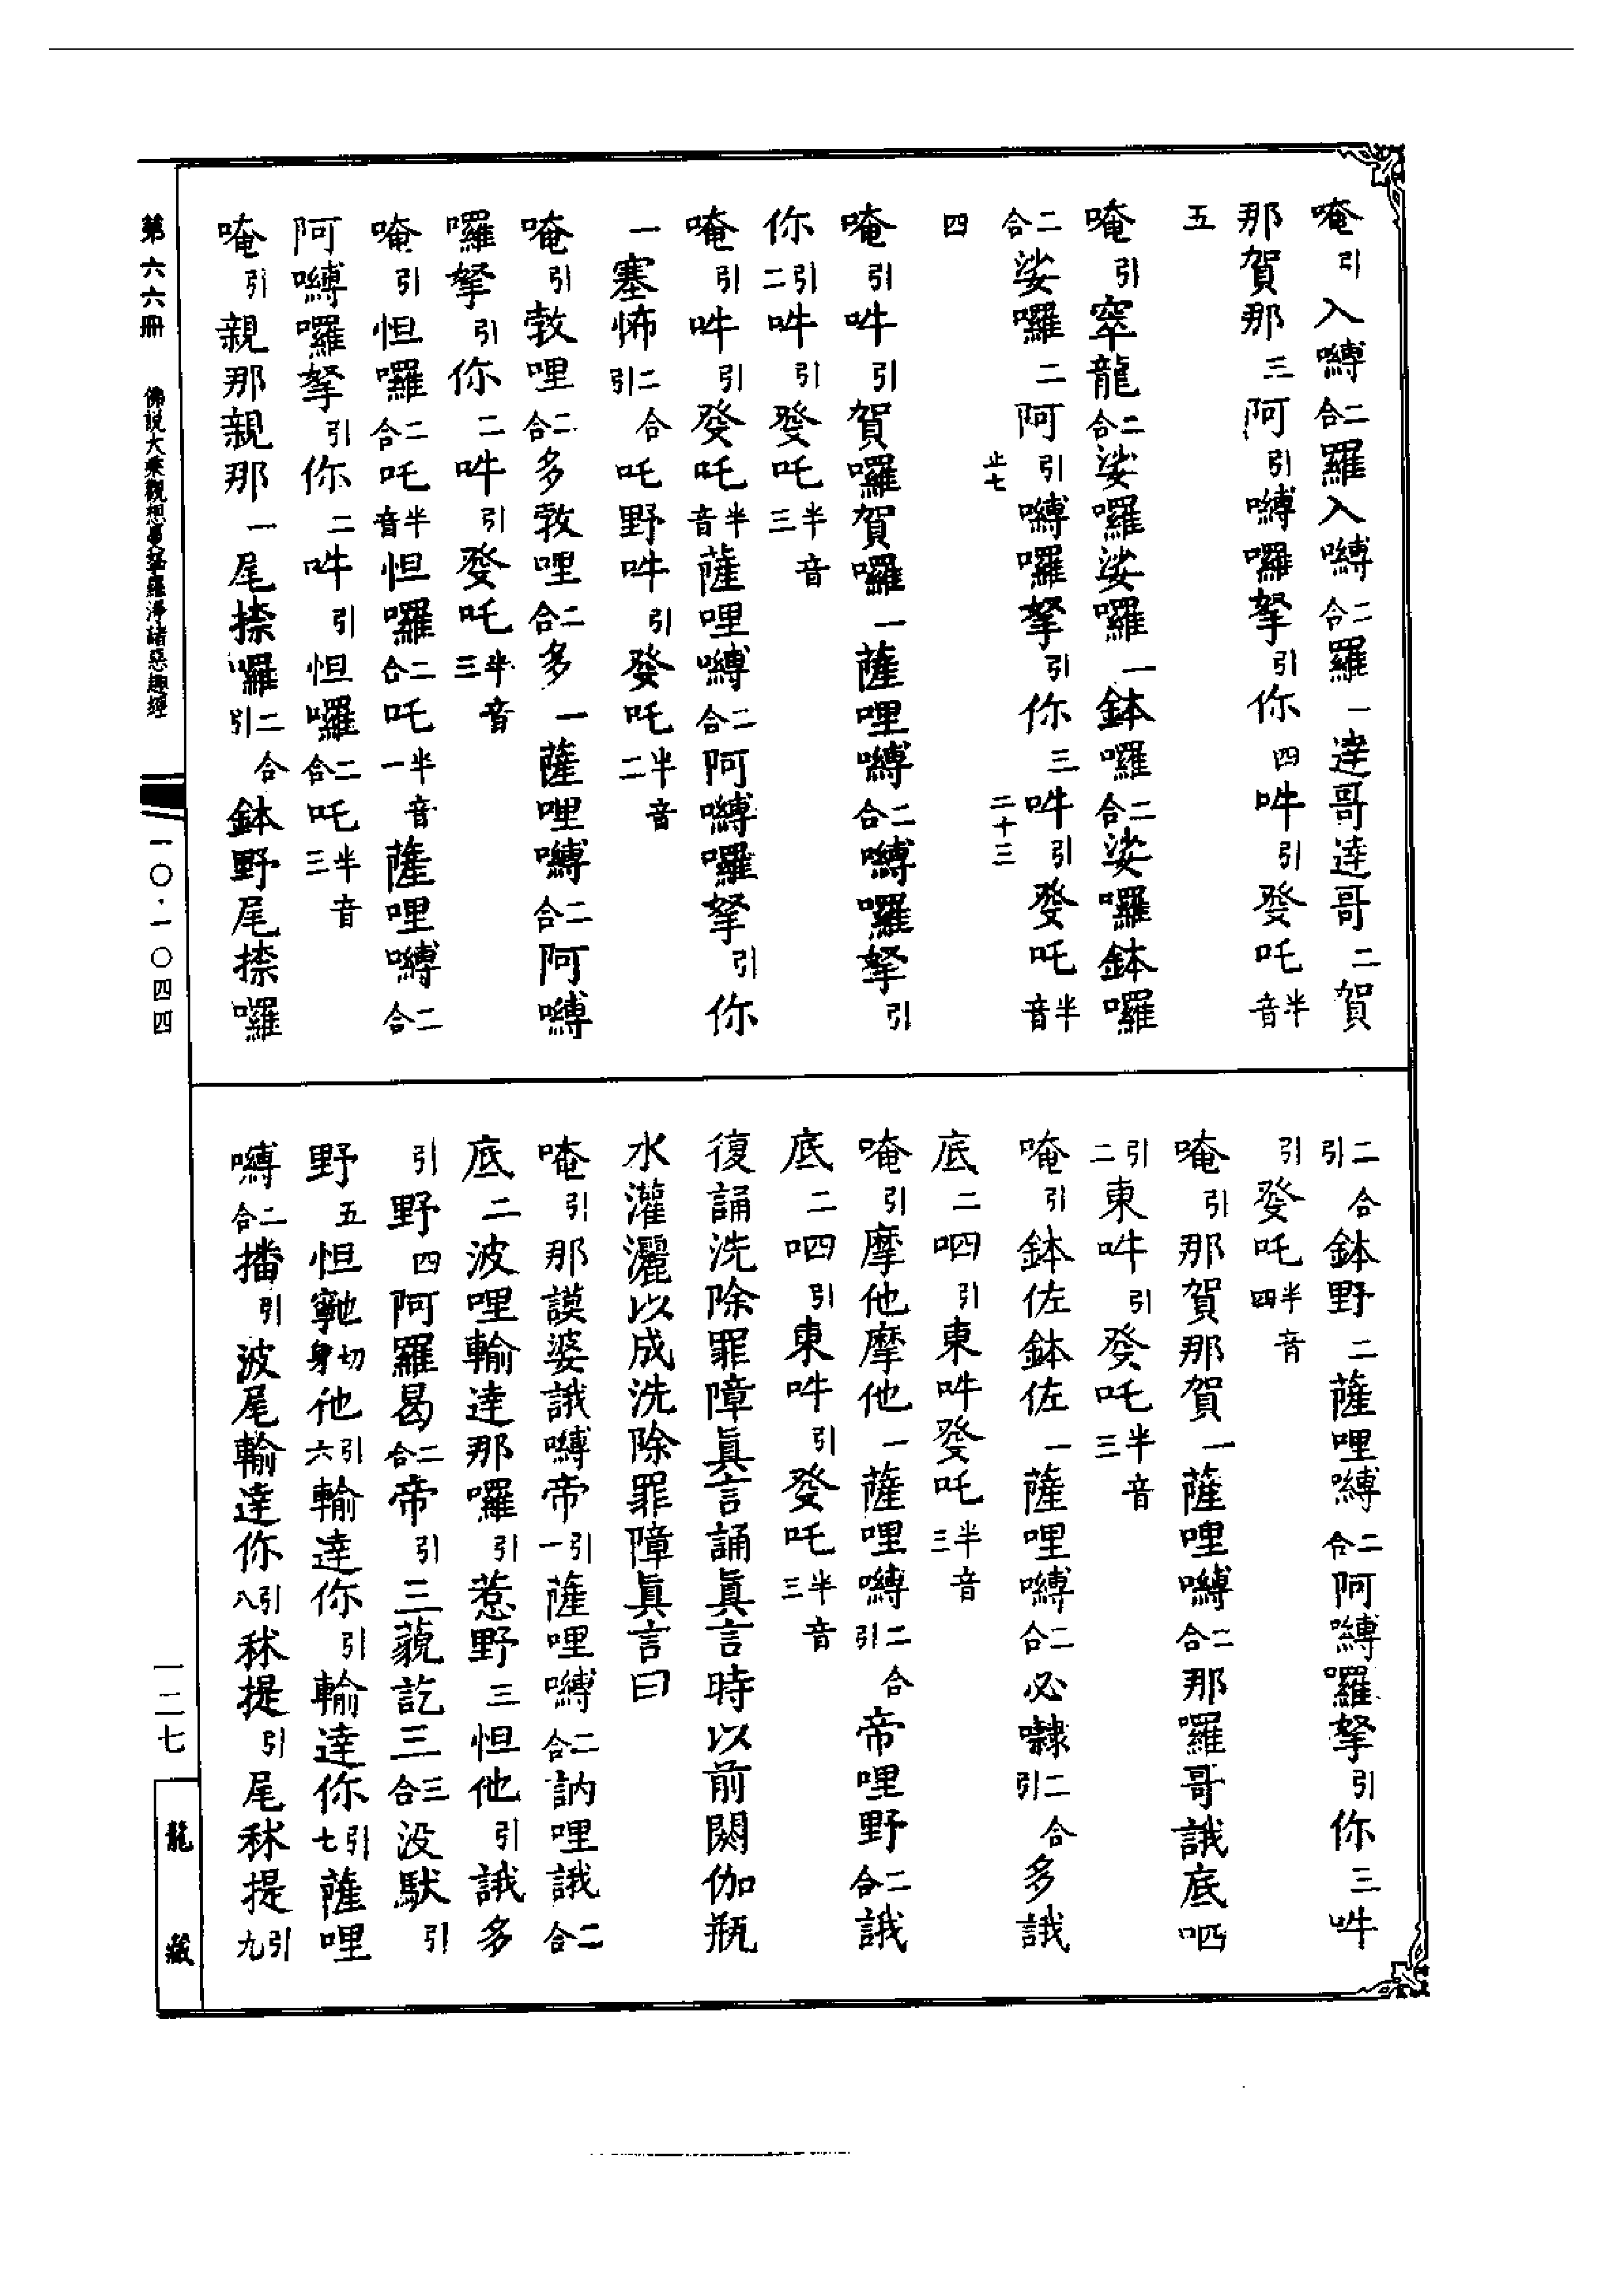 唵引入嚩二合羅入嚩二合羅一達哥達哥二賀
那賀那三阿引嚩囉拏引你四吽引癹吒半音
五
唵引窣龍二合娑囉娑囉一鉢囉二合娑囉鉢囉
二合娑囉二阿引嚩囉拏引你三吽引癹吒半音
止七 二十三
四
唵引吽引賀囉賀囉一薩哩嚩二合嚩囉拏引
你引二吽引癹吒半音三
唵引吽引癹吒半音薩哩嚩二合阿嚩囉拏引你
一塞怖二合引吒野吽引癹吒半音二
唵引敦哩二合多敦哩二合多一薩哩嚩二合阿嚩
囉拏引你二吽引癹吒半音三
唵引怛囉二合吒半音怛囉二合吒半音一薩哩嚩二合
阿嚩囉拏引你二吽引怛囉二合吒半音三
唵引親那親那一尾捺囉二合引鉢野尾捺囉
二合引鉢野二薩哩嚩二合阿嚩囉拏引你三吽
引癹吒半音四
唵引那賀那賀一薩哩嚩二合那囉哥誐底呬
引二東吽引癹吒半音三
唵引鉢佐鉢佐一薩哩嚩二合必㘑二合引多誐
底二呬引東吽癹吒半音三
唵引摩他摩他一薩哩嚩二合引帝哩野二合誐
底二呬引東吽引癹吒半音三
復誦洗除罪障眞言誦眞言時以前閼伽瓶
水灌灑以成洗除罪障眞言曰
唵引那謨婆誐嚩帝引一薩哩嚩二合訥哩誐二合
底二波哩輸達那囉引惹野三怛他引誐多
引野四阿羅曷二合帝引三藐訖三三合沒馱引
野五怛㝹切身他引六輸達你引輸達你引七薩哩
嚩二合播引波尾輸達你引八秫提引尾秫提引九
第六六冊 佛說大乘觀想曼拏羅淨諸惡趣經
一〇·一〇四四
一二七
龍藏